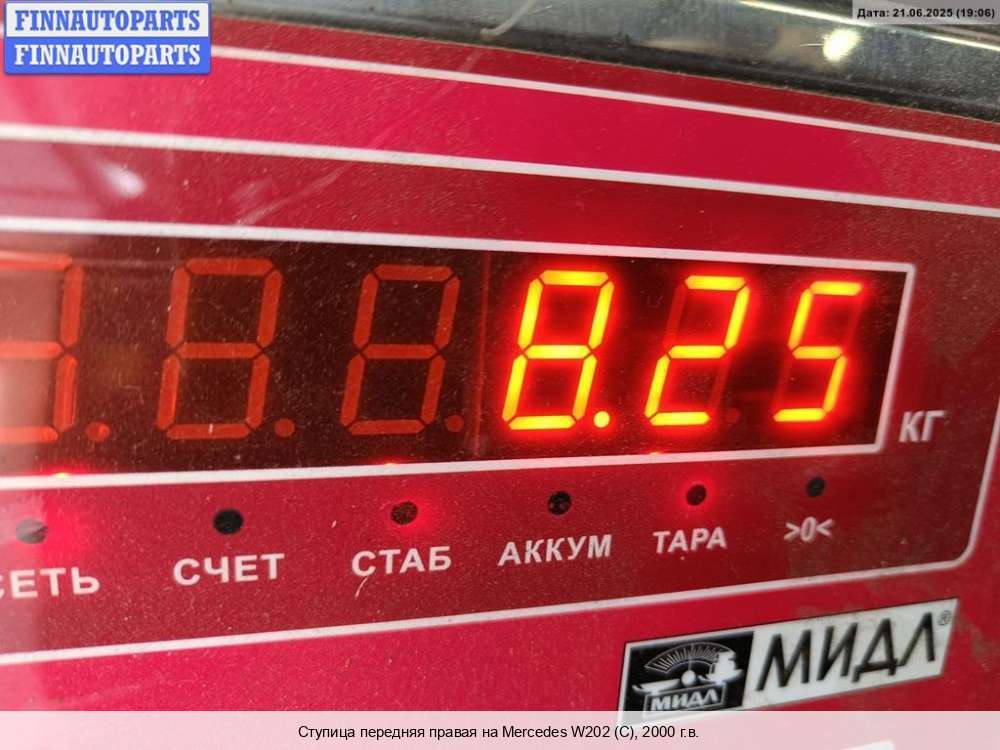 FINNAUTOPARTS
FINNAUTOPARTS
Дата: 21.06.2025 (19:06)
8.25
КГ
СЕТЬ СЧЕТ СТАБ АККУМ ТАРА >0<
МИДЛ МИДЛ®
Ступица передняя правая на Mercedes W202 (C), 2000 г.в.